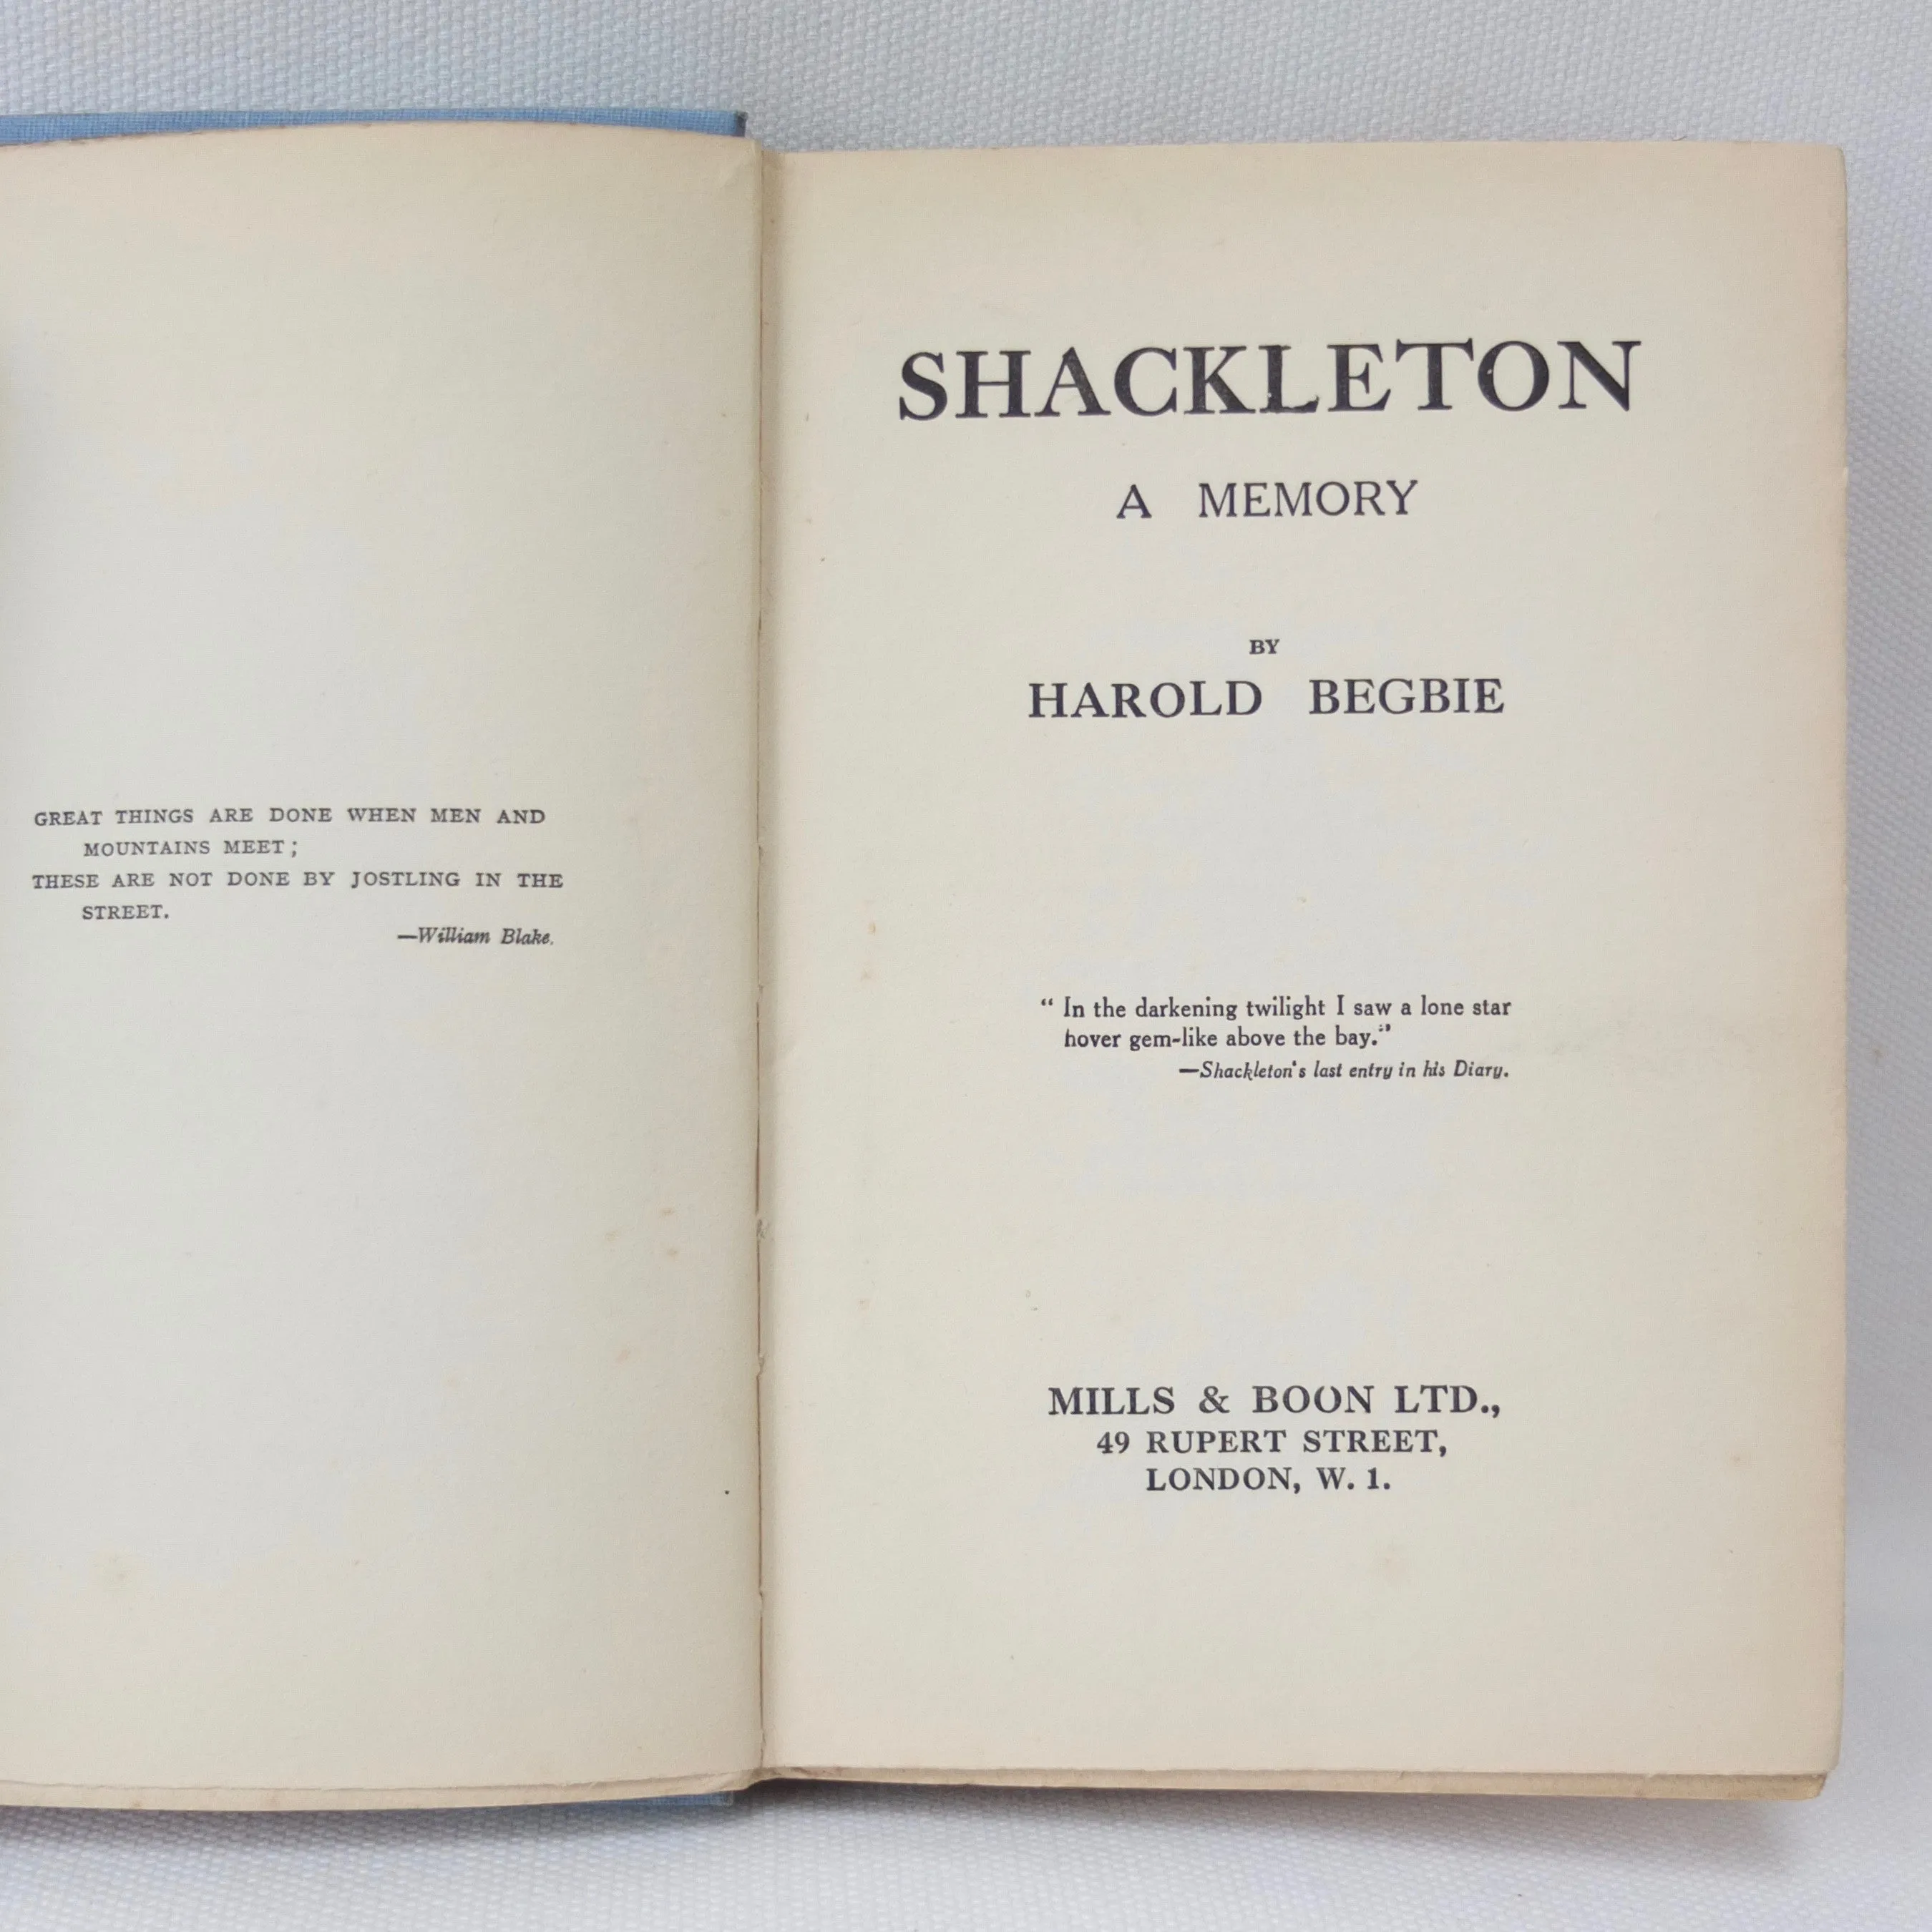 GREAT THINGS ARE DONE WHEN MEN AND
MOUNTAINS MEET;
THESE ARE NOT DONE BY JOSTLING IN THE
STREET.
—William Blake.
SHACKLETON
A MEMORY
BY
HAROLD BEGBIE
“ In the darkening twilight I saw a lone star
hover gem-like above the bay.”
—Shackleton's last entry in his Diary.
MILLS & BOON LTD.,
49 RUPERT STREET,
LONDON, W. 1.